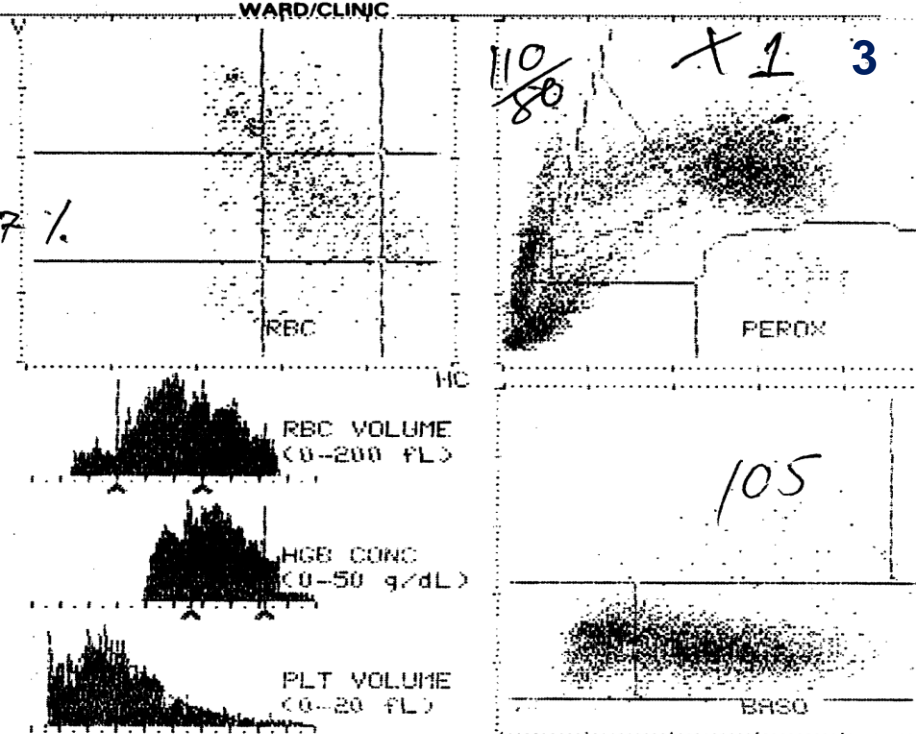 WARD/CLINIC
V
110/80
X 1
3
7 %
RBC
HC
PEROX
RBC VOLUME
(0-200 fL)
105
HGB CONC
(0-50 g/dL)
PLT VOLUME
(0-20 fL)
BASO